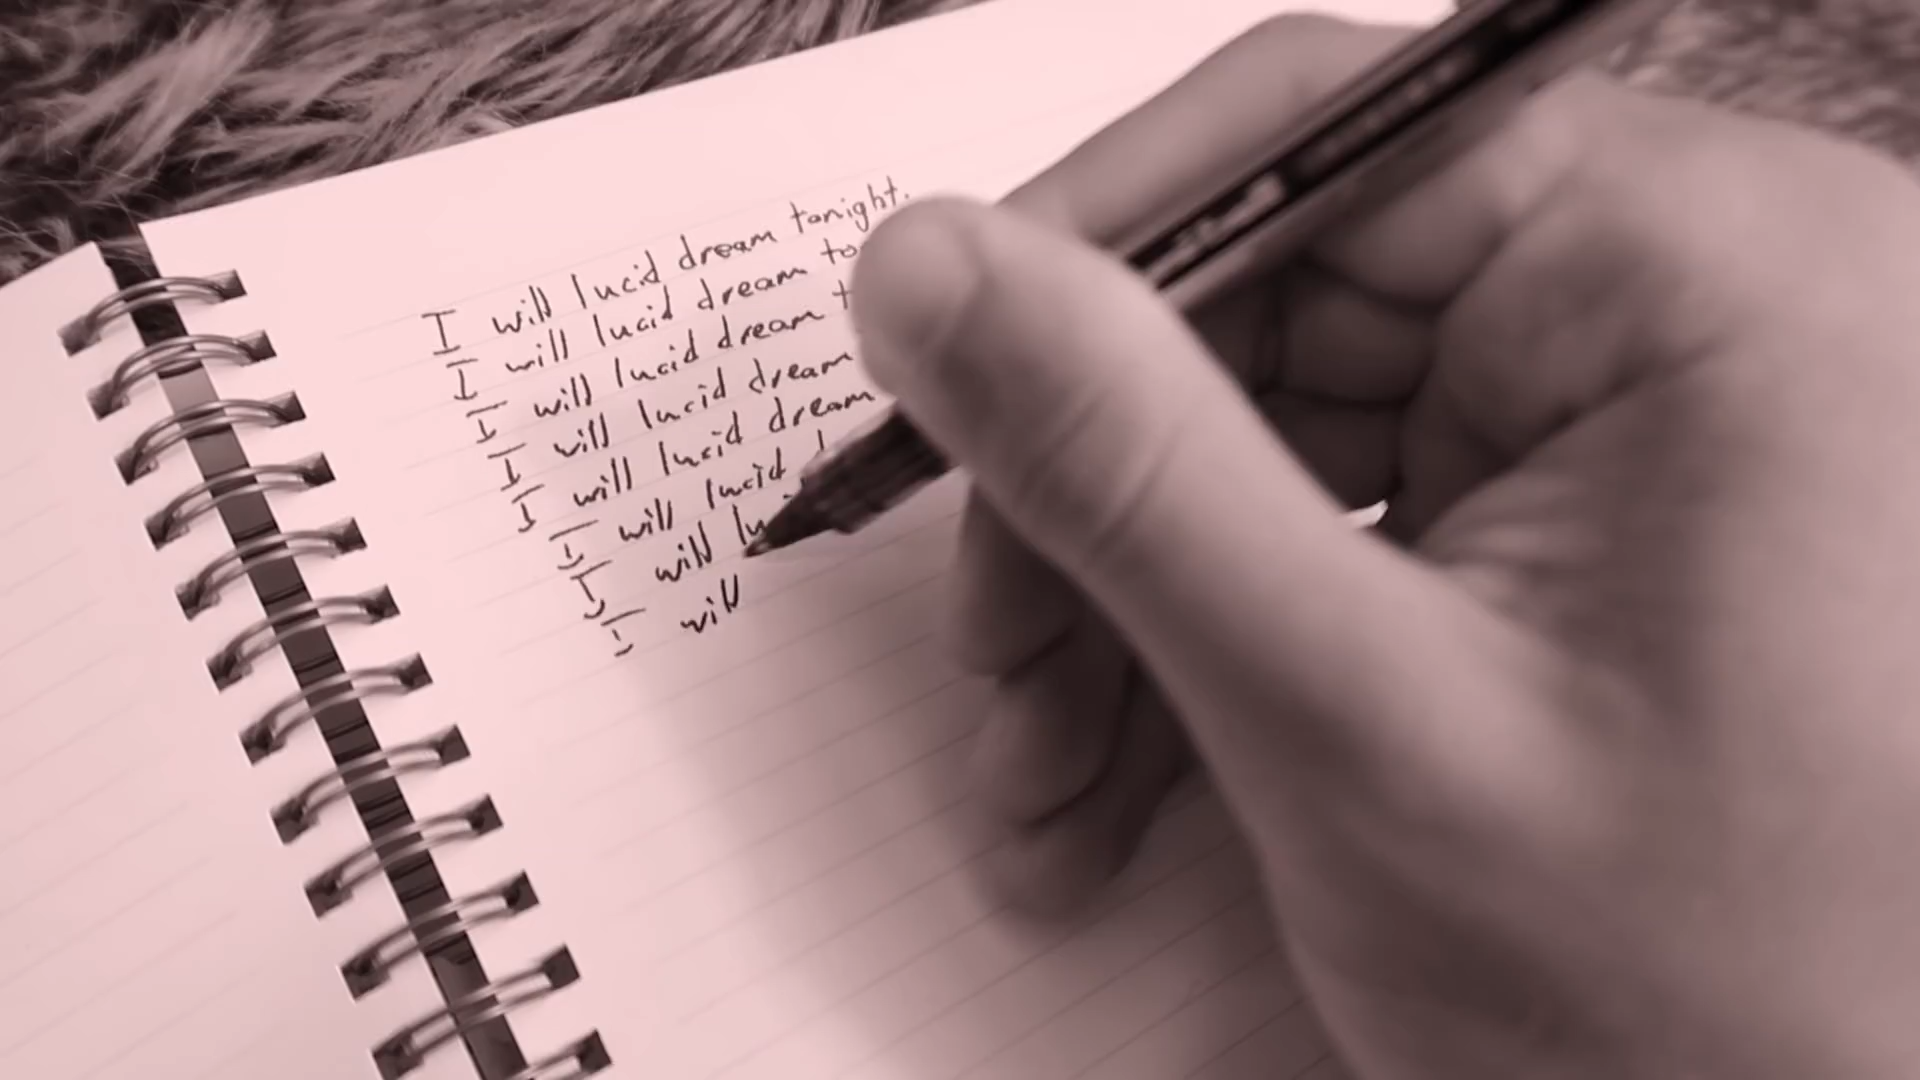 I will lucid dream tonight.
I will lucid dream to
I will lucid dream t
I will lucid dream
I will lucid dream
I will lucid
I will lu
I will